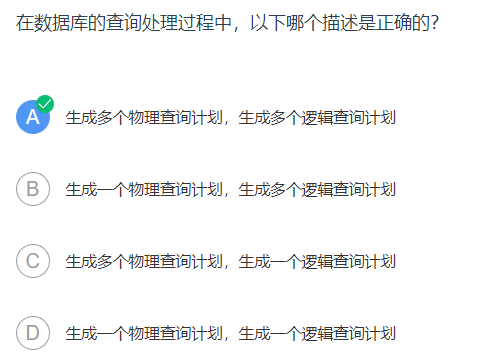 在数据库的查询处理过程中，以下哪个描述是正确的？
A 生成多个物理查询计划，生成多个逻辑查询计划
B 生成一个物理查询计划，生成多个逻辑查询计划
C 生成多个物理查询计划，生成一个逻辑查询计划
D 生成一个物理查询计划，生成一个逻辑查询计划